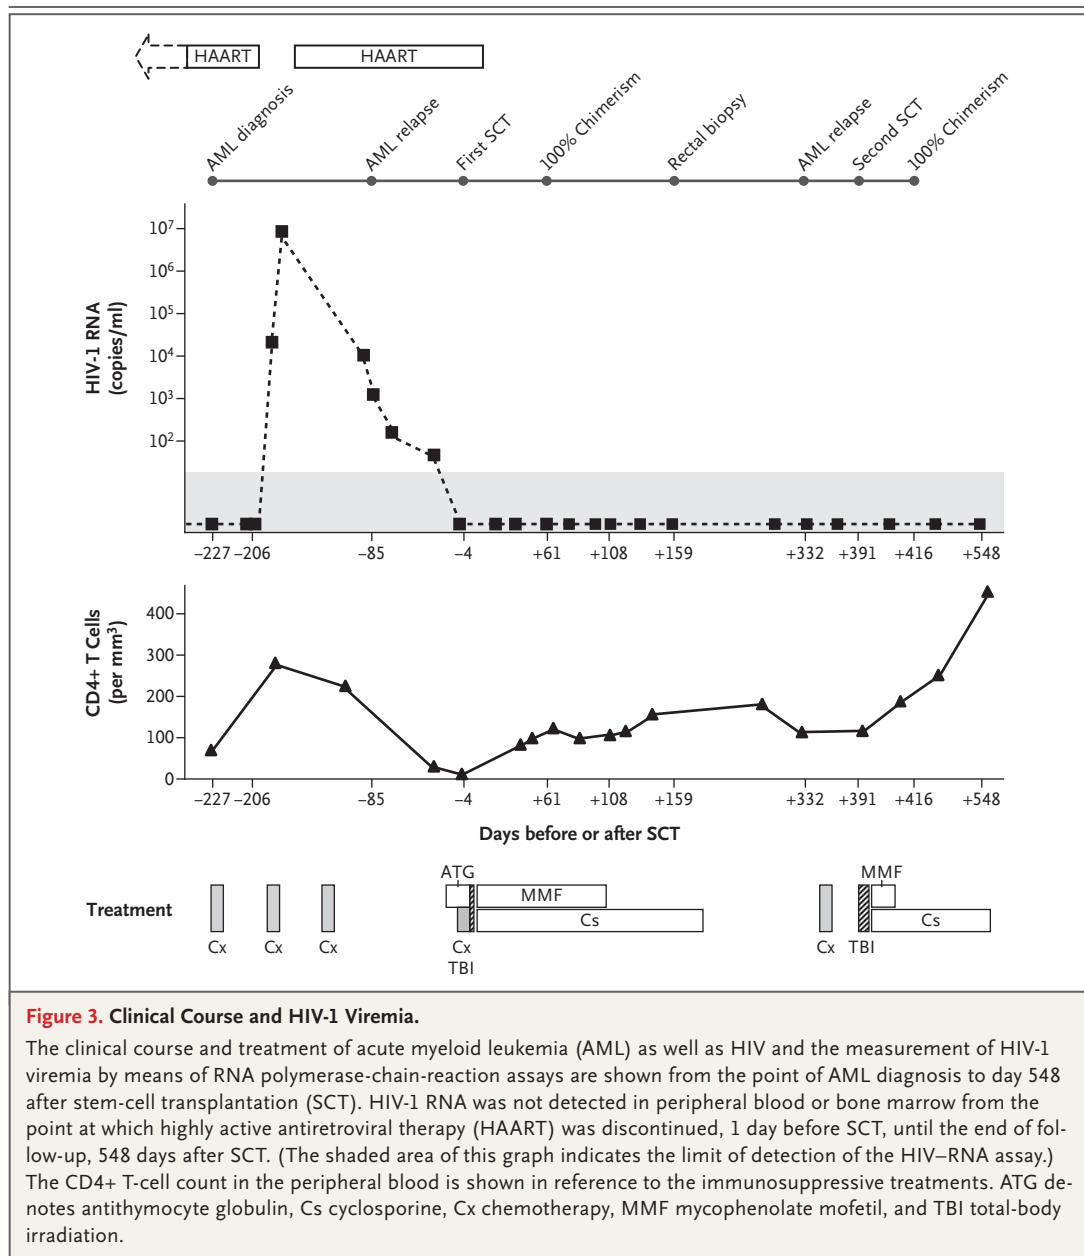 HAART HAART
AML diagnosis
AML relapse
First SCT
100% Chimerism
Rectal biopsy
AML relapse
Second SCT
100% Chimerism
HIV-1 RNA
(copies/ml)
10⁷
10⁶
10⁵
10⁴
10³
10²
–227 –206 –85 –4 +61 +108 +159 +332 +391 +416 +548
CD4+ T Cells
(per mm³)
400
300
200
100
0
–227 –206 –85 –4 +61 +108 +159 +332 +391 +416 +548
Days before or after SCT
ATG MMF
MMF
Treatment
Cs Cs
Cx Cx Cx Cx Cx TBI
TBI
Figure 3. Clinical Course and HIV-1 Viremia.
The clinical course and treatment of acute myeloid leukemia (AML) as well as HIV and the measurement of HIV-1
viremia by means of RNA polymerase-chain-reaction assays are shown from the point of AML diagnosis to day 548
after stem-cell transplantation (SCT). HIV-1 RNA was not detected in peripheral blood or bone marrow from the
point at which highly active antiretroviral therapy (HAART) was discontinued, 1 day before SCT, until the end of fol-
low-up, 548 days after SCT. (The shaded area of this graph indicates the limit of detection of the HIV–RNA assay.)
The CD4+ T-cell count in the peripheral blood is shown in reference to the immunosuppressive treatments. ATG de-
notes antithymocyte globulin, Cs cyclosporine, Cx chemotherapy, MMF mycophenolate mofetil, and TBI total-body
irradiation.